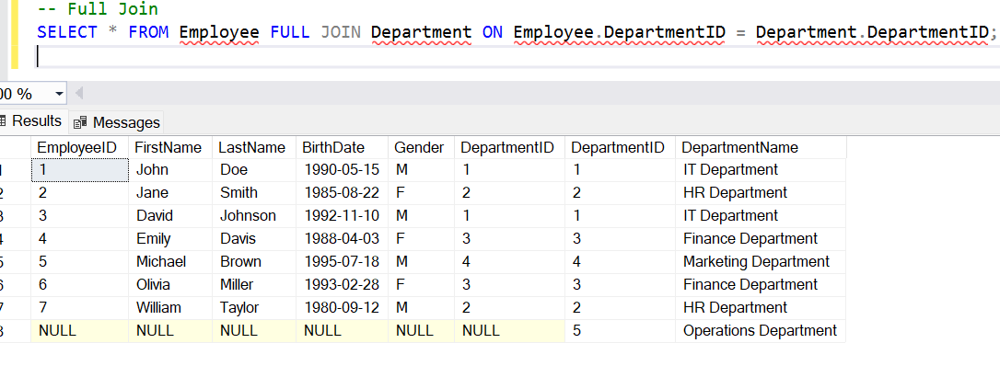 -- Full Join
SELECT * FROM Employee FULL JOIN Department ON Employee.DepartmentID = Department.DepartmentID;
00 %
Results Messages
EmployeeID FirstName LastName BirthDate Gender DepartmentID DepartmentID DepartmentName
1 1 John Doe 1990-05-15 M 1 1 IT Department
2 2 Jane Smith 1985-08-22 F 2 2 HR Department
3 3 David Johnson 1992-11-10 M 1 1 IT Department
4 4 Emily Davis 1988-04-03 F 3 3 Finance Department
5 5 Michael Brown 1995-07-18 M 4 4 Marketing Department
6 6 Olivia Miller 1993-02-28 F 3 3 Finance Department
7 7 William Taylor 1980-09-12 M 2 2 HR Department
8 NULL NULL NULL NULL NULL NULL 5 Operations Department